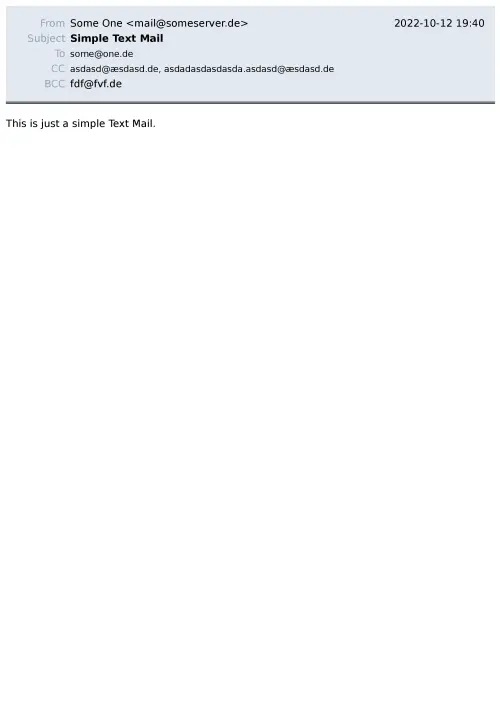 From Some One <mail@someserver.de> 2022-10-12 19:40
Subject Simple Text Mail
To some@one.de
CC asdasd@æsdasd.de, asdadasdasdasda.asdasd@æsdasd.de
BCC fdf@fvf.de
This is just a simple Text Mail.